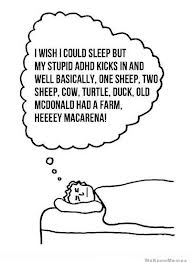 I WISH I COULD SLEEP BUT
MY STUPID ADHD KICKS IN AND
WELL BASICALLY, ONE SHEEP, TWO
SHEEP, COW, TURTLE, DUCK, OLD
MCDONALD HAD A FARM,
HEEEEY MACARENA!
WeKnowMemes